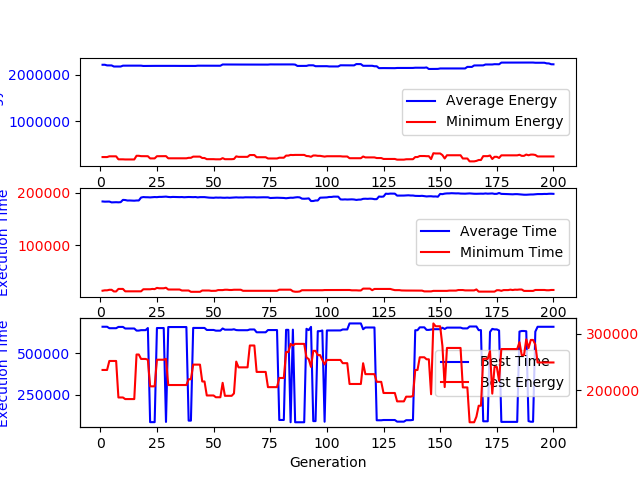 2000000
1000000
Average Energy
Minimum Energy
0 25 50 75 100 125 150 175 200
200000
100000
Execution Time
Average Time
Minimum Time
0 25 50 75 100 125 150 175 200
500000
250000
Execution Time
300000
200000
Best Time
Best Energy
0 25 50 75 100 125 150 175 200
Generation